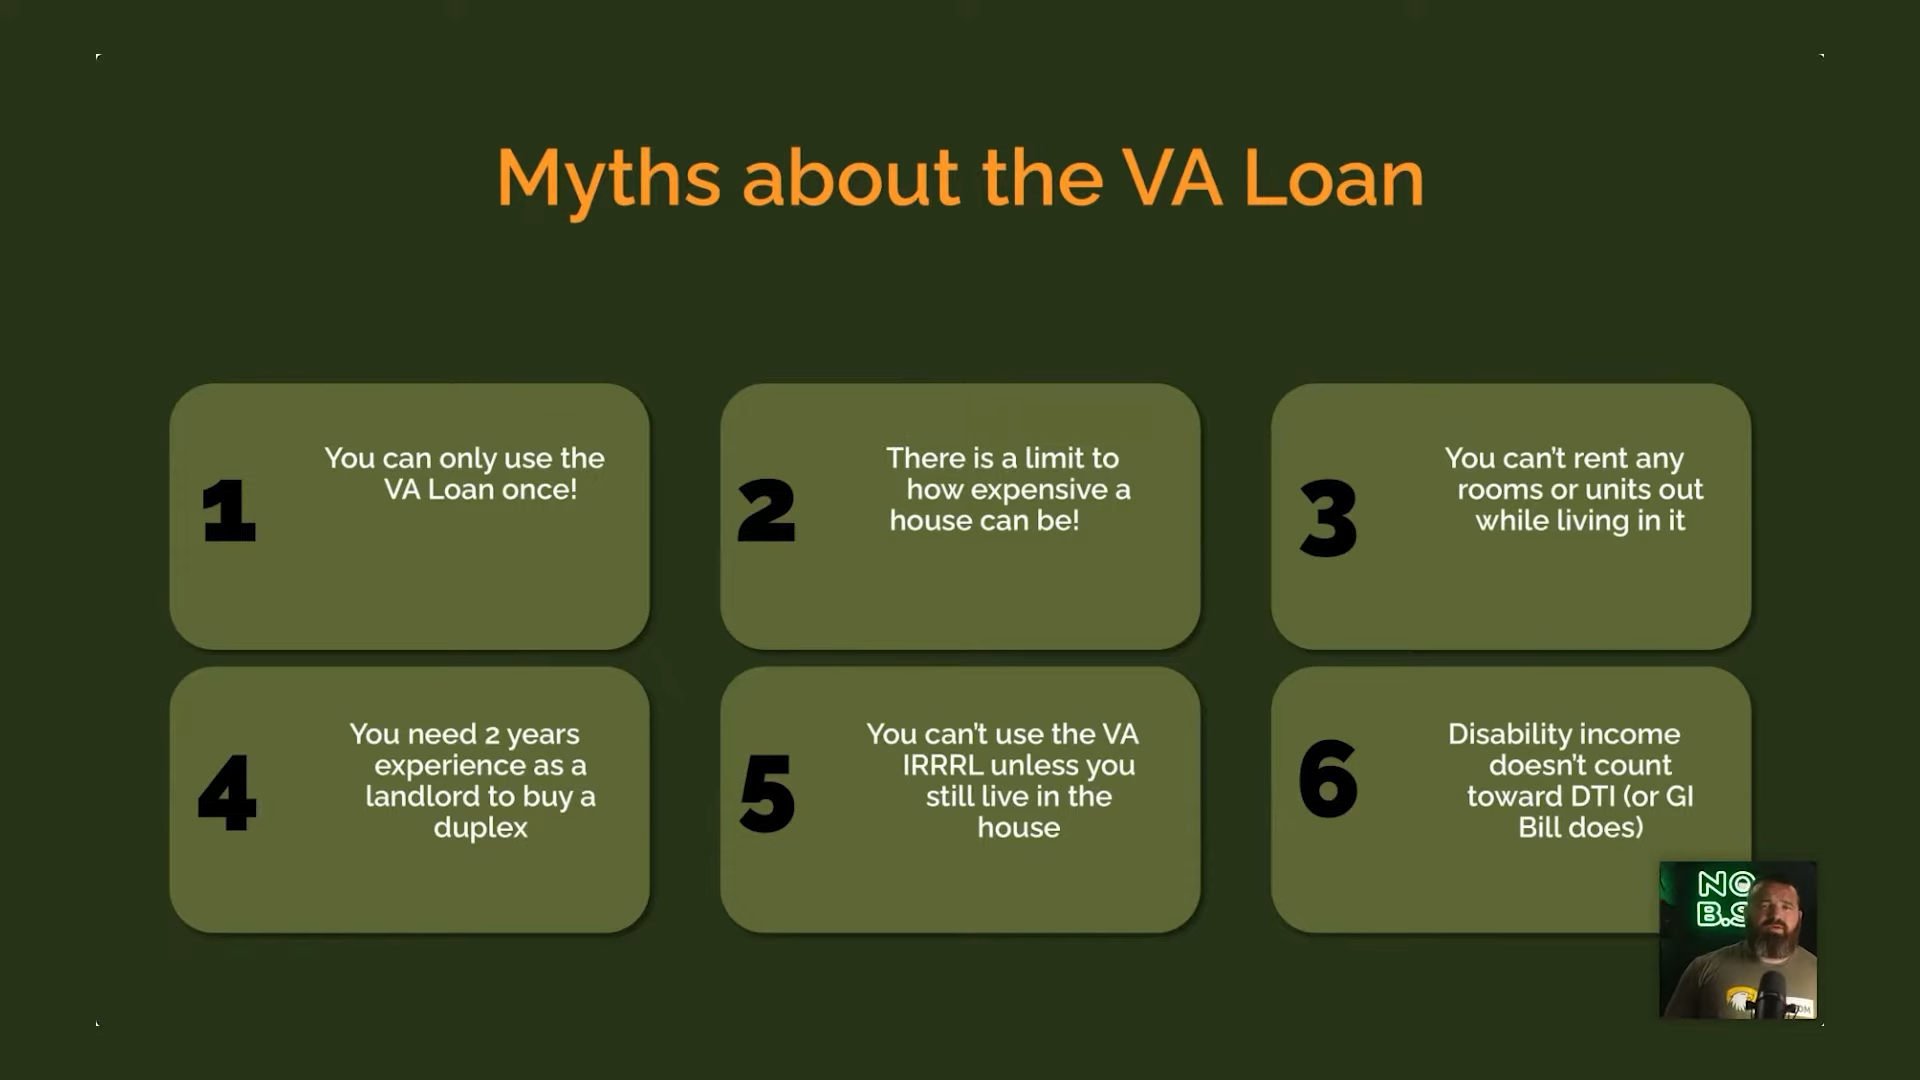 Myths about the VA Loan
1
You can only use the
VA Loan once!
2
There is a limit to
how expensive a
house can be!
3
You can't rent any
rooms or units out
while living in it
4
You need 2 years
experience as a
landlord to buy a
duplex
5
You can't use the VA
IRRRL unless you
still live in the
house
6
Disability income
doesn't count
toward DTI (or GI
Bill does)
NO
B.S